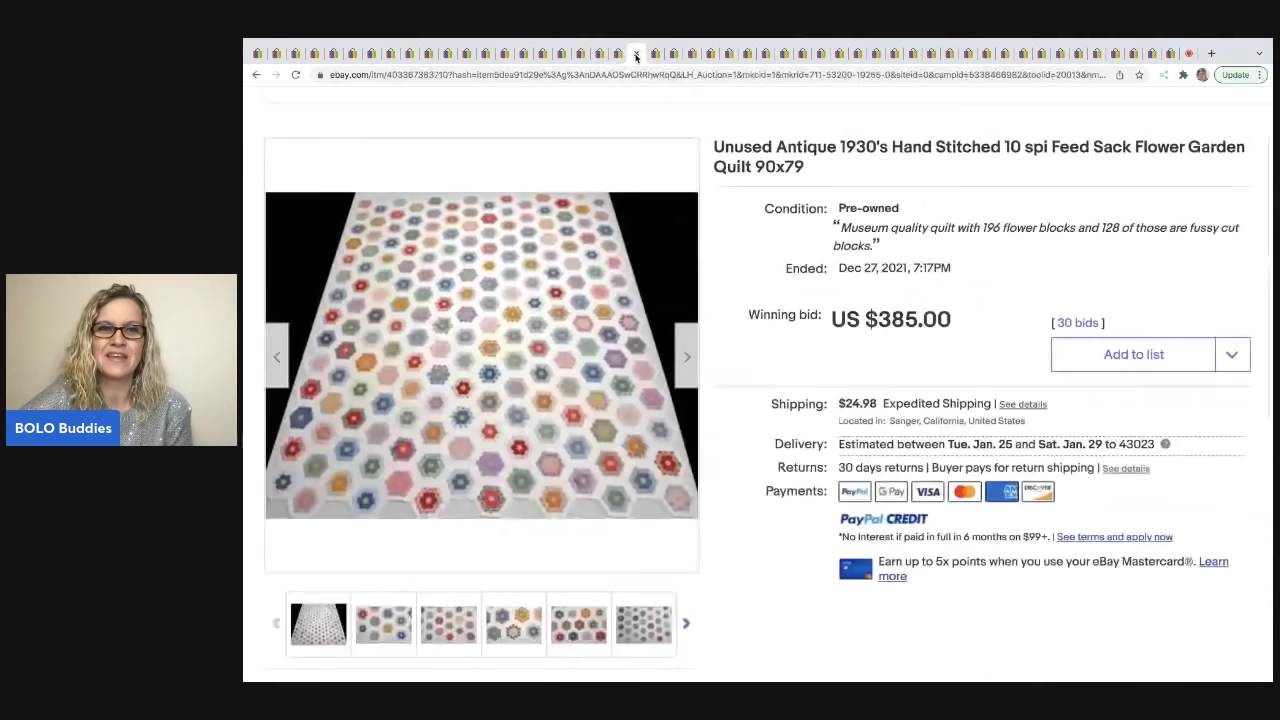 Update
Unused Antique 1930's Hand Stitched 10 spi Feed Sack Flower Garden
Quilt 90x79
Condition: Pre-owned
“Museum quality quilt with 196 flower blocks and 128 of those are fussy cut
blocks.”
Ended: Dec 27, 2021, 7:17PM
Winning bid: US $385.00 [ 30 bids ]
Add to list
Shipping: $24.98 Expedited Shipping | See details
Located in: Sanger, California, United States
Delivery: Estimated between Tue. Jan. 25 and Sat. Jan. 29 to 43023
Returns: 30 days returns | Buyer pays for return shipping | See details
Payments: PayPal G Pay VISA DISCOVER
PayPal CREDIT
*No Interest if paid in full in 6 months on $99+. | See terms and apply now
Earn up to 5x points when you use your eBay Mastercard®. Learn
more
BOLO Buddies